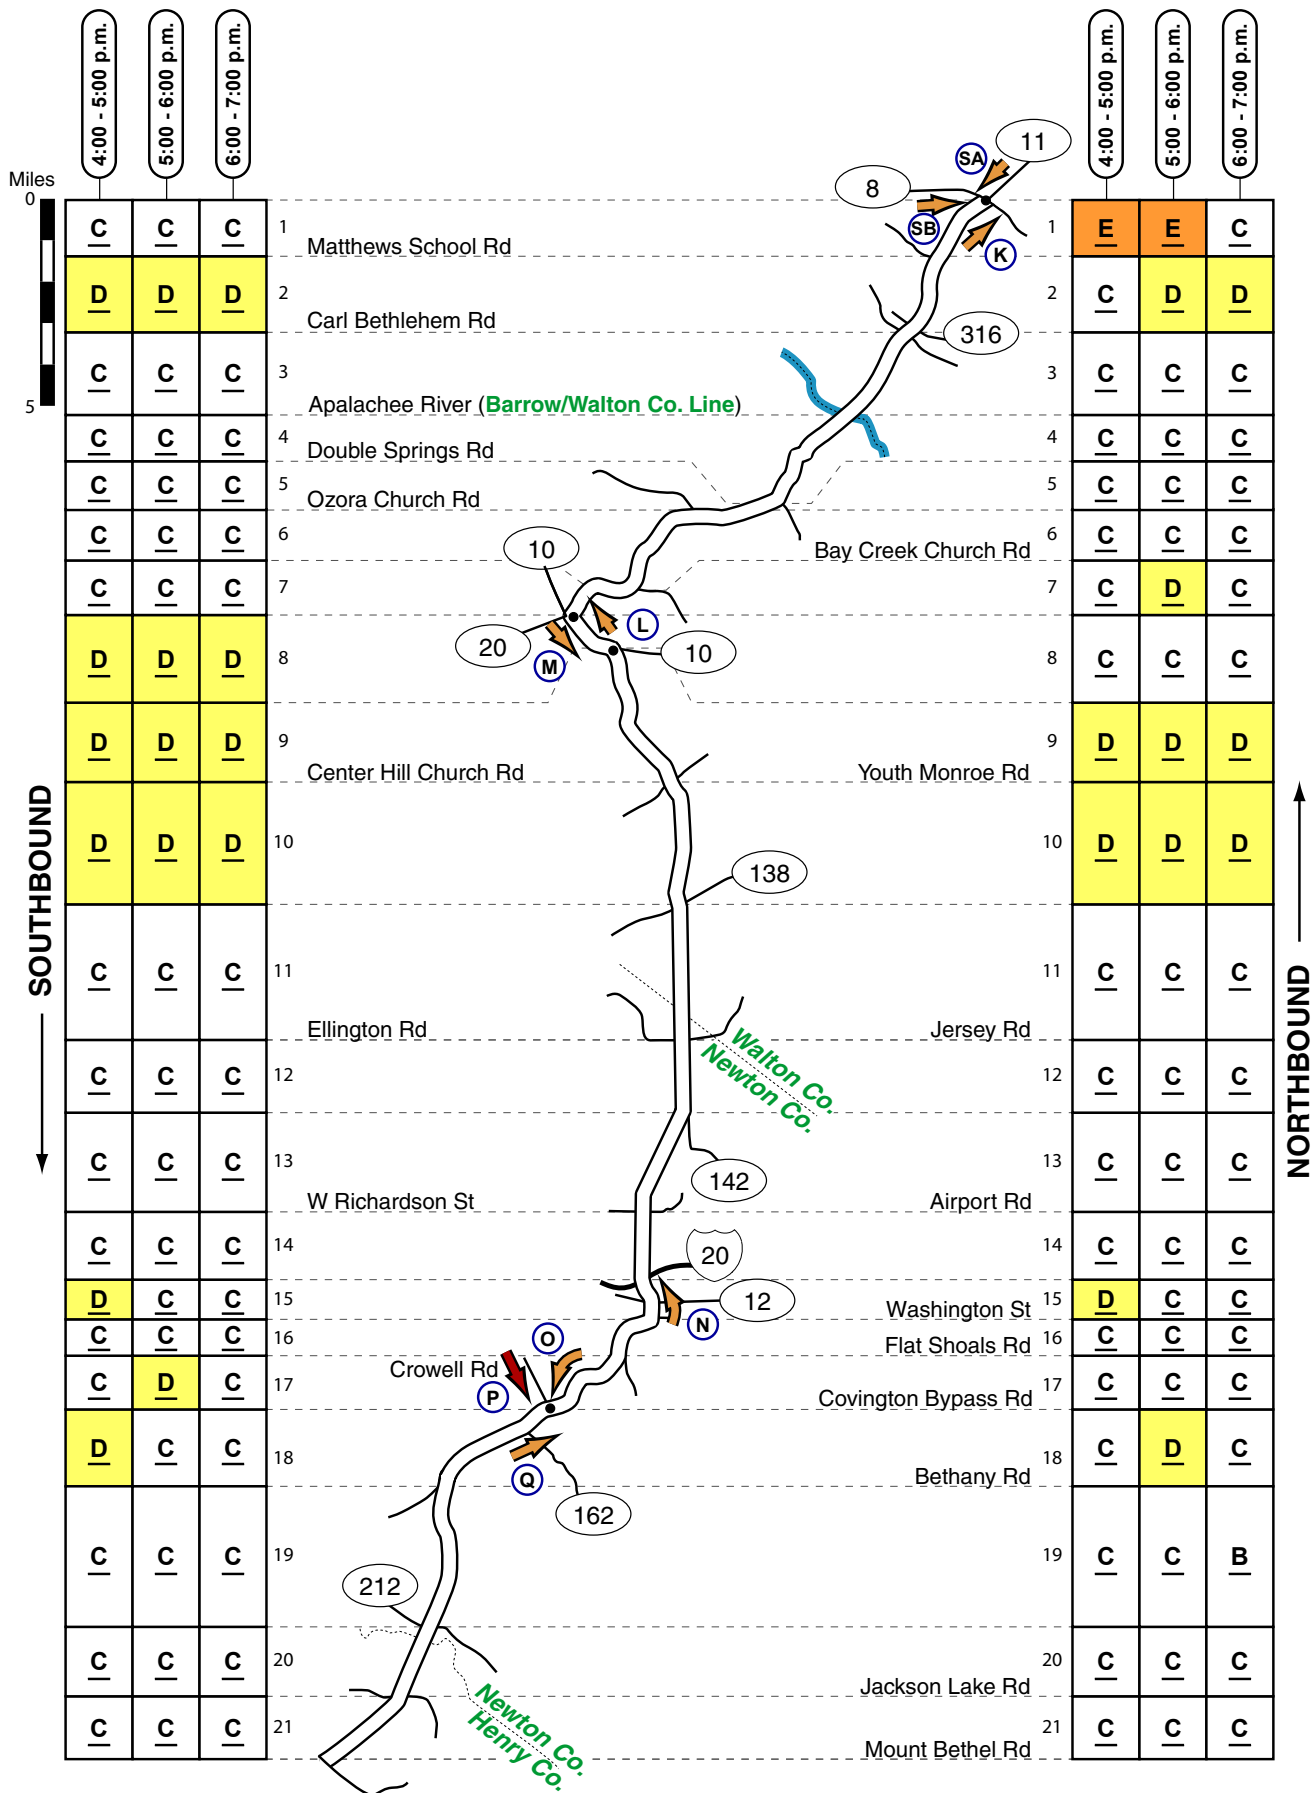 4:00 - 5:00 p.m. 5:00 - 6:00 p.m. 6:00 - 7:00 p.m. 4:00 - 5:00 p.m. 5:00 - 6:00 p.m. 6:00 - 7:00 p.m.
Miles
0
5
SA 11
8
SB
K
C C C 1 1 E E C
Matthews School Rd
D D D 2 2 C D D
Carl Bethlehem Rd
316
C C C 3 3 C C C
Apalachee River (Barrow/Walton Co. Line)
C C C 4 4 C C C
Double Springs Rd
C C C 5 5 C C C
Ozora Church Rd
C C C 6 6 C C C
10
Bay Creek Church Rd
C C C 7 7 C D C
L
20 10
M
D D D 8 8 C C C
D D D 9 9 D D D
Center Hill Church Rd Youth Monroe Rd
D D D 10 10 D D D
138
SOUTHBOUND
NORTHBOUND
C C C 11 11 C C C
Ellington Rd Jersey Rd
Walton Co.
Newton Co.
C C C 12 12 C C C
C C C 13 13 C C C
142
W Richardson St Airport Rd
C C C 14 14 C C C
20
D C C 15 15 D C C
12
Washington St
N
C C C 16 16 C C C
O
Flat Shoals Rd
Crowell Rd
P
C D C 17 17 C C C
Covington Bypass Rd
D C C 18 18 C D C
Q
Bethany Rd
162
C C C 19 19 C C B
212
C C C 20 20 C C C
Jackson Lake Rd
Newton Co.
Henry Co.
C C C 21 21 C C C
Mount Bethel Rd